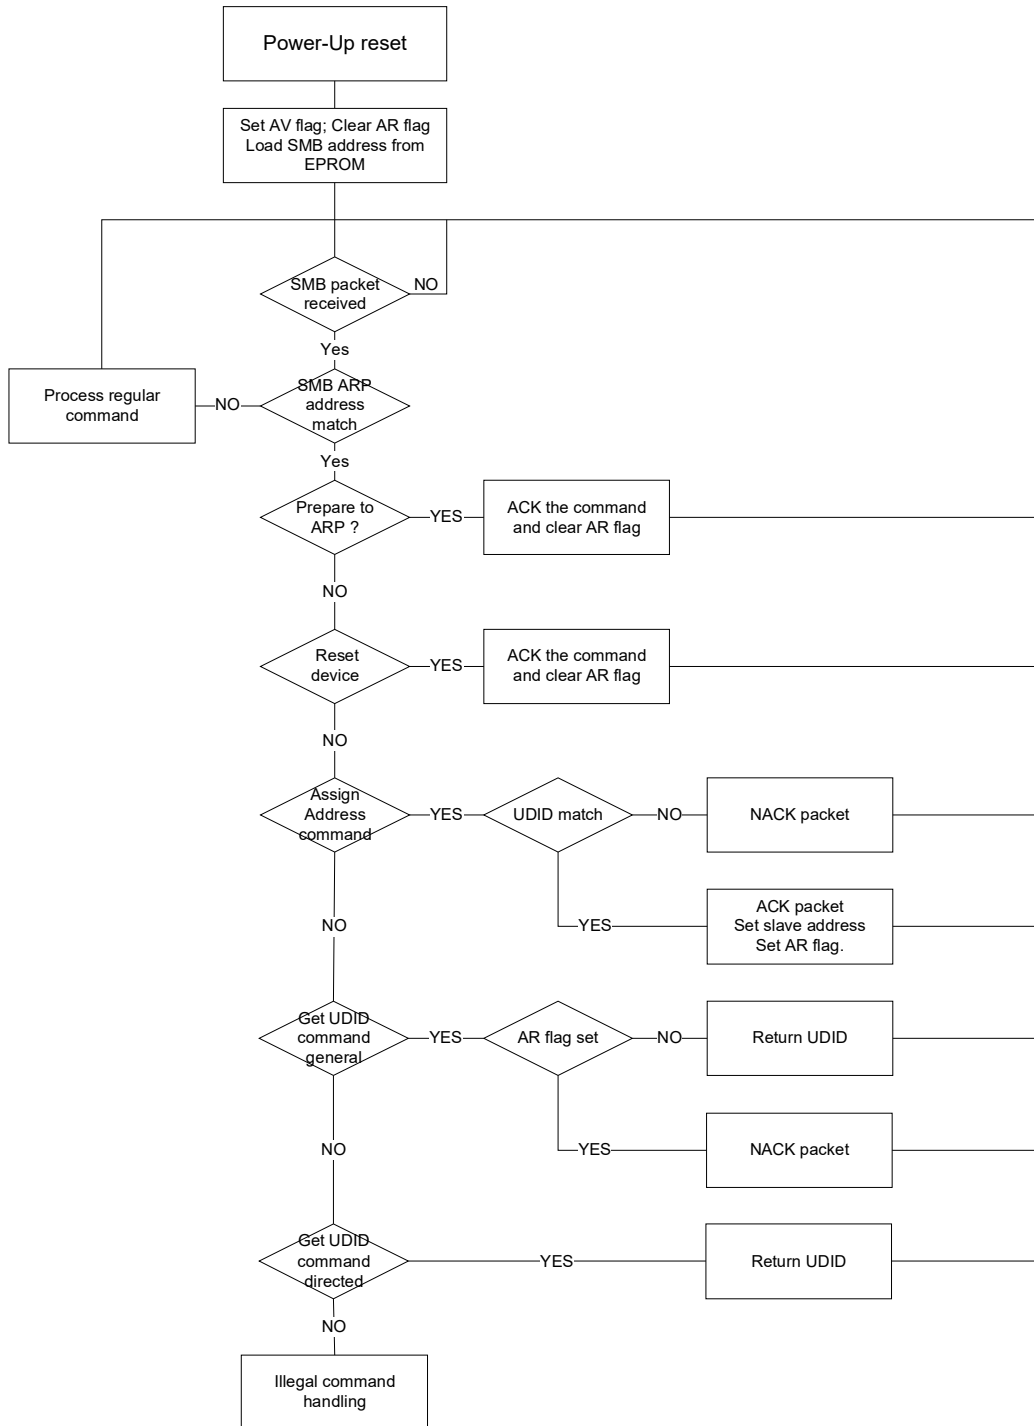 Power-Up reset
Set AV flag; Clear AR flag
Load SMB address from
EPROM
SMB packet
received
NO
Yes
SMB ARP
address
match
NO
Process regular
command
Yes
Prepare to
ARP ?
YES
ACK the command
and clear AR flag
NO
Reset
device
YES
ACK the command
and clear AR flag
NO
Assign
Address
command
YES
UDID match
NO
NACK packet
YES
ACK packet
Set slave address
Set AR flag.
NO
Get UDID
command
general
YES
AR flag set
NO
Return UDID
YES
NACK packet
NO
Get UDID
command
directed
YES
Return UDID
NO
Illegal command
handling